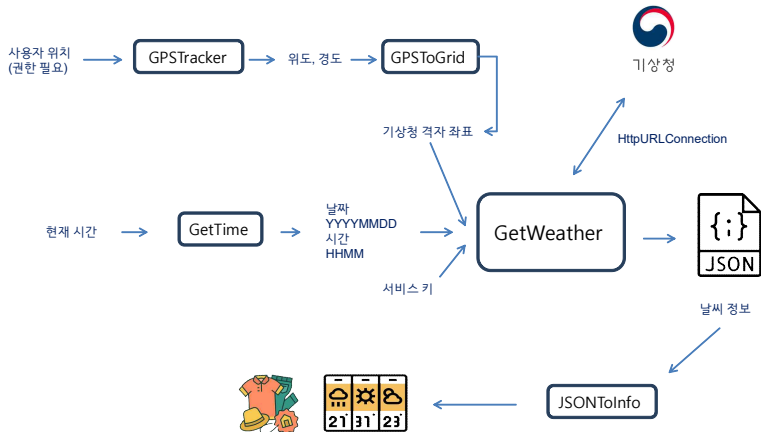 사용자 위치
(권한 필요)
GPSTracker
위도, 경도
GPSToGrid
기상청
기상청 격자 좌표
HttpURLConnection
현재 시간
GetTime
날짜
YYYYMMDD
시간
HHMM
GetWeather
{;}
JSON
서비스 키
날씨 정보
21° 31° 23°
JSONToInfo